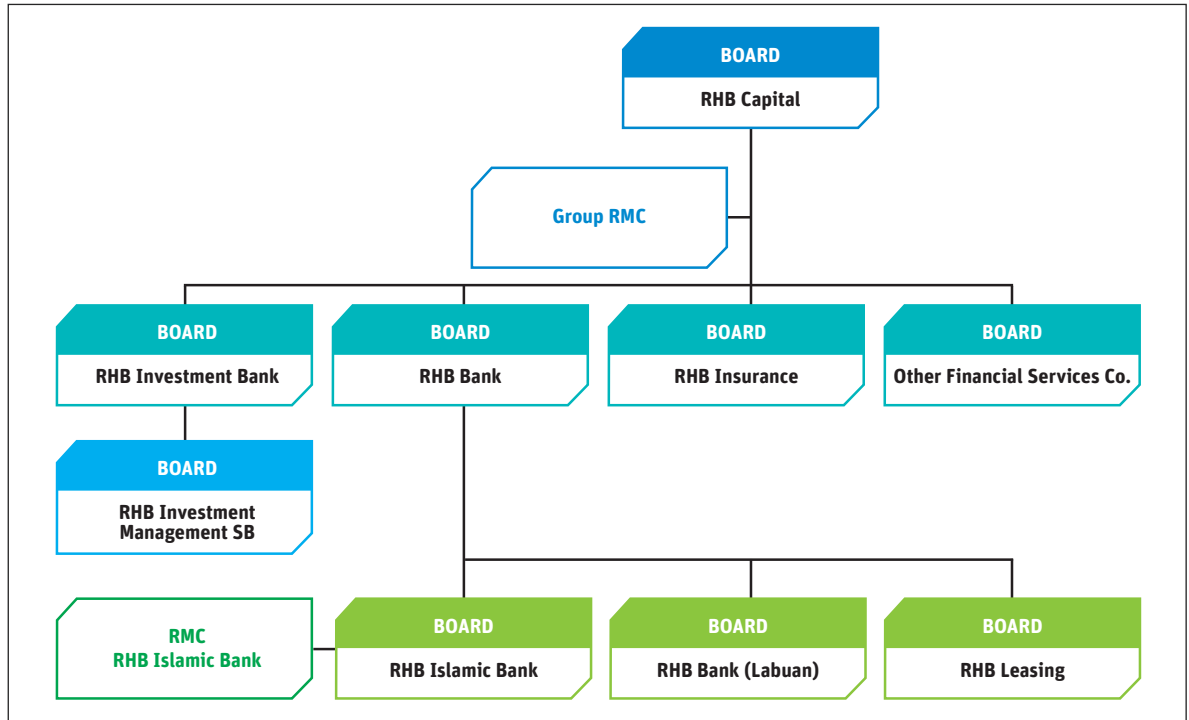 BOARD
RHB Capital
Group RMC
BOARD
RHB Investment Bank
BOARD
RHB Bank
BOARD
RHB Insurance
BOARD
Other Financial Services Co.
BOARD
RHB Investment
Management SB
RMC
RHB Islamic Bank
BOARD
RHB Islamic Bank
BOARD
RHB Bank (Labuan)
BOARD
RHB Leasing